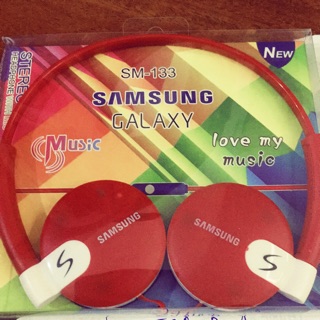 NEW
SM-133
SAMSUNG
GALAXY
Music
love my
music
STEREO
SAMSUNG
SAMSUNG
S
S